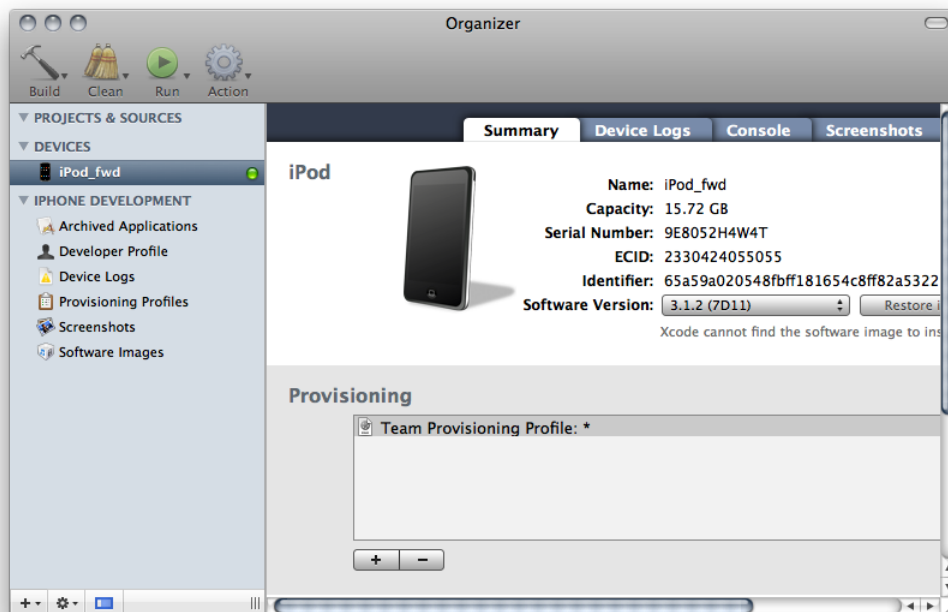 Organizer
Build Clean Run Action
PROJECTS & SOURCES
DEVICES
iPod_fwd
IPHONE DEVELOPMENT
Archived Applications
Developer Profile
Device Logs
Provisioning Profiles
Screenshots
Software Images
Summary Device Logs Console Screenshots
iPod
Name: iPod_fwd
Capacity: 15.72 GB
Serial Number: 9E8052H4W4T
ECID: 2330424055055
Identifier: 65a59a020548fbff181654c8ff82a5322
Software Version: 3.1.2 (7D11) Restore i
Xcode cannot find the software image to ins
Provisioning
Team Provisioning Profile: *